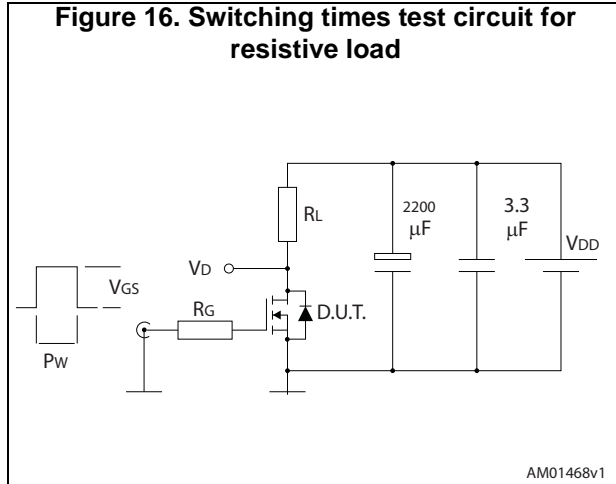 Figure 16. Switching times test circuit for
resistive load
RL
2200
μF
3.3
μF
VDD
VD
VGS
RG
D.U.T.
PW
AM01468v1